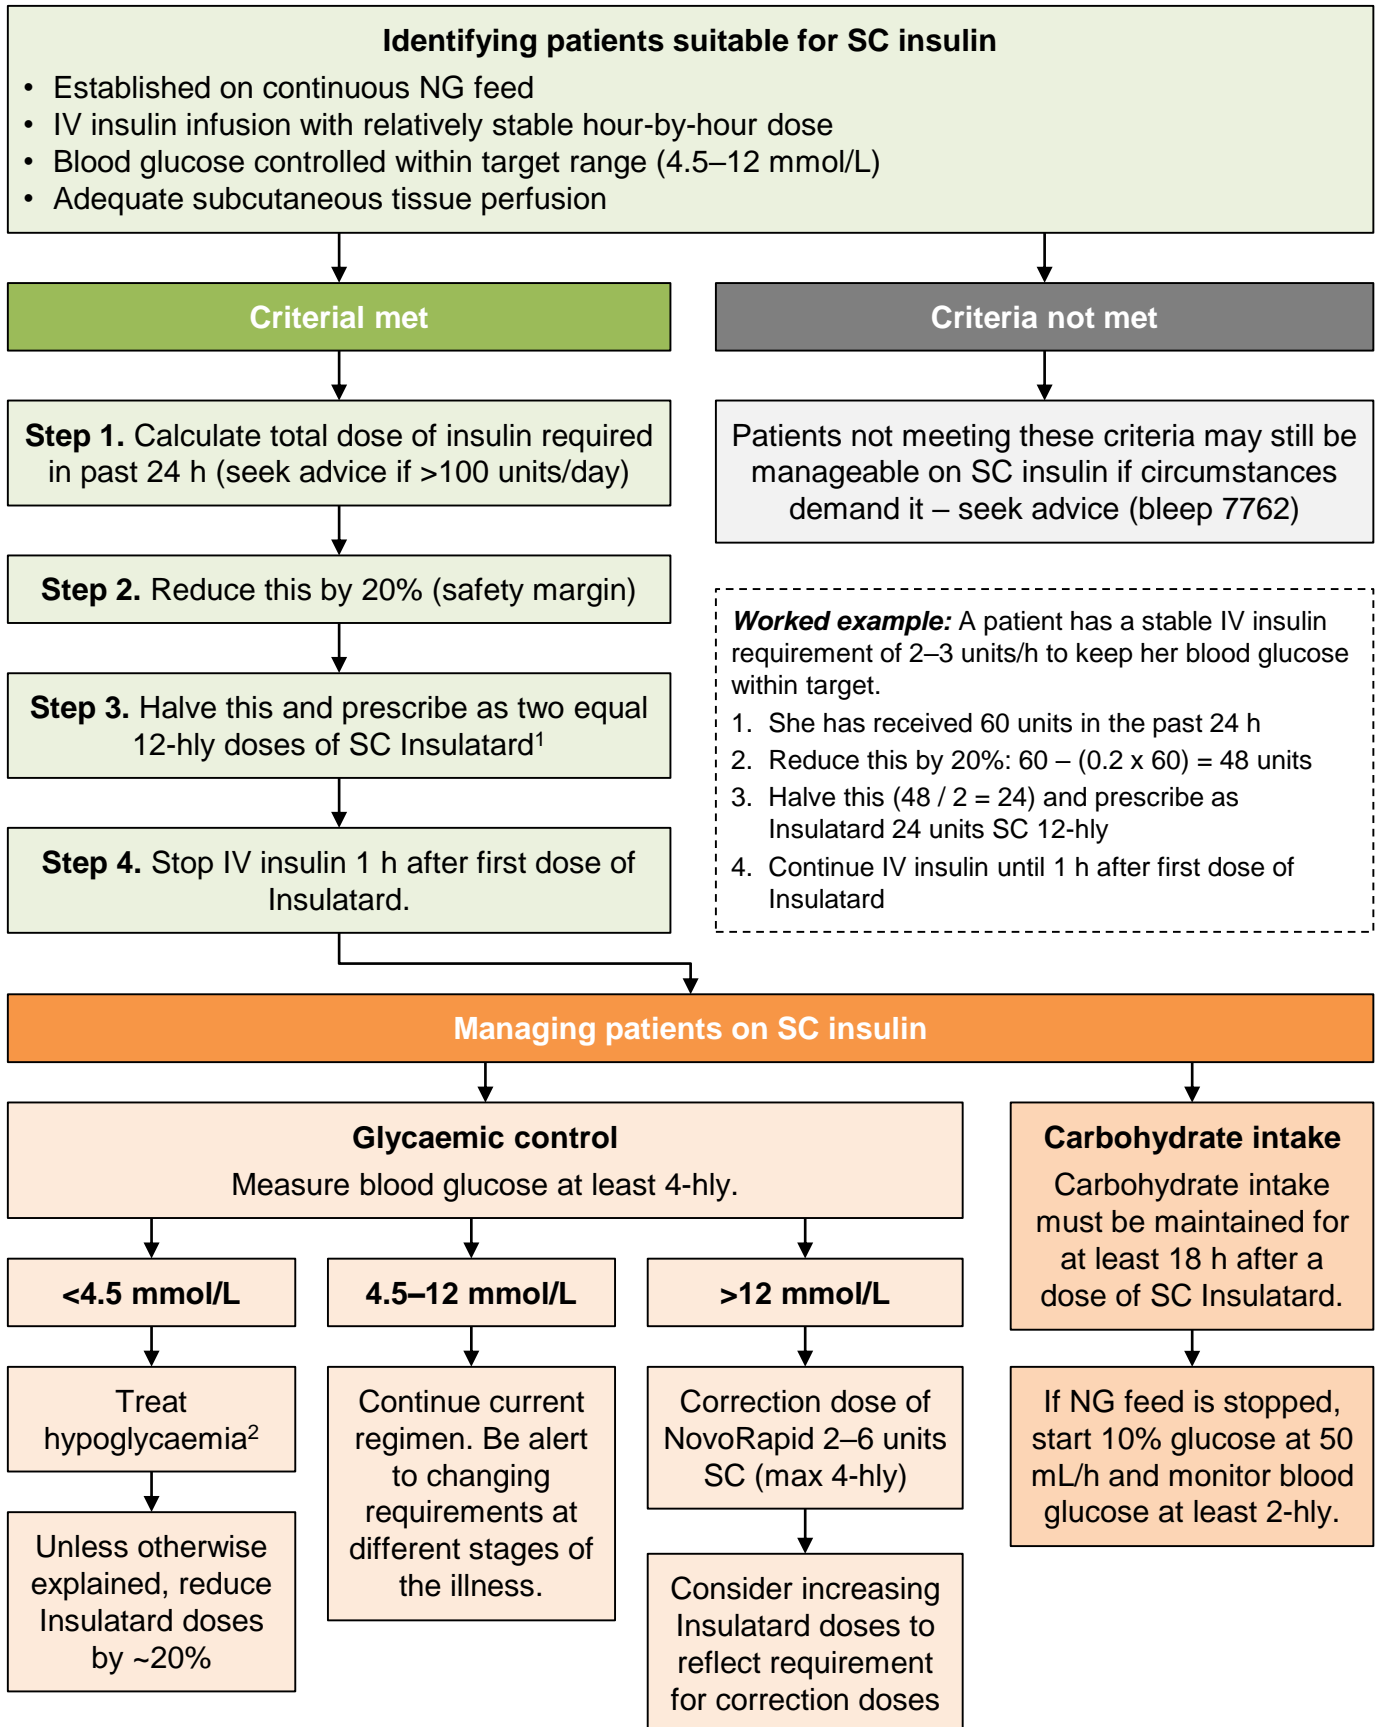 Identifying patients suitable for SC insulin
• Established on continuous NG feed
• IV insulin infusion with relatively stable hour-by-hour dose
• Blood glucose controlled within target range (4.5–12 mmol/L)
• Adequate subcutaneous tissue perfusion
Criterial met
Criteria not met
Step 1. Calculate total dose of insulin required
in past 24 h (seek advice if >100 units/day)
Patients not meeting these criteria may still be
manageable on SC insulin if circumstances
demand it – seek advice (bleep 7762)
Step 2. Reduce this by 20% (safety margin)
Step 3. Halve this and prescribe as two equal
12-hly doses of SC Insulatard1
Step 4. Stop IV insulin 1 h after first dose of
Insulatard.
Worked example: A patient has a stable IV insulin
requirement of 2–3 units/h to keep her blood glucose
within target.
1. She has received 60 units in the past 24 h
2. Reduce this by 20%: 60 – (0.2 x 60) = 48 units
3. Halve this (48 / 2 = 24) and prescribe as
Insulatard 24 units SC 12-hly
4. Continue IV insulin until 1 h after first dose of
Insulatard
Managing patients on SC insulin
Glycaemic control
Measure blood glucose at least 4-hly.
<4.5 mmol/L
Treat
hypoglycaemia2
Unless otherwise
explained, reduce
Insulatard doses
by ~20%
4.5–12 mmol/L
Continue current
regimen. Be alert
to changing
requirements at
different stages of
the illness.
>12 mmol/L
Correction dose of
NovoRapid 2–6 units
SC (max 4-hly)
Consider increasing
Insulatard doses to
reflect requirement
for correction doses
Carbohydrate intake
Carbohydrate intake
must be maintained for
at least 18 h after a
dose of SC Insulatard.
If NG feed is stopped,
start 10% glucose at 50
mL/h and monitor blood
glucose at least 2-hly.